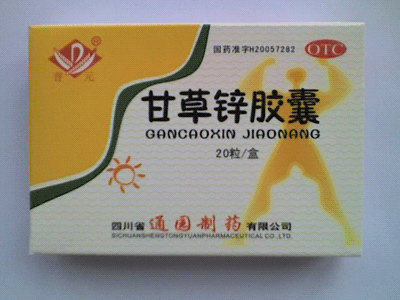 ®
普元
国药准字H20057282
OTC
甘草锌胶囊
GANCAOXIN JIAONANG
20粒/盒
四川省通园制药有限公司
SICHUANSHENGTONGYUANPHARMACEUTICAL CO.,LTD.